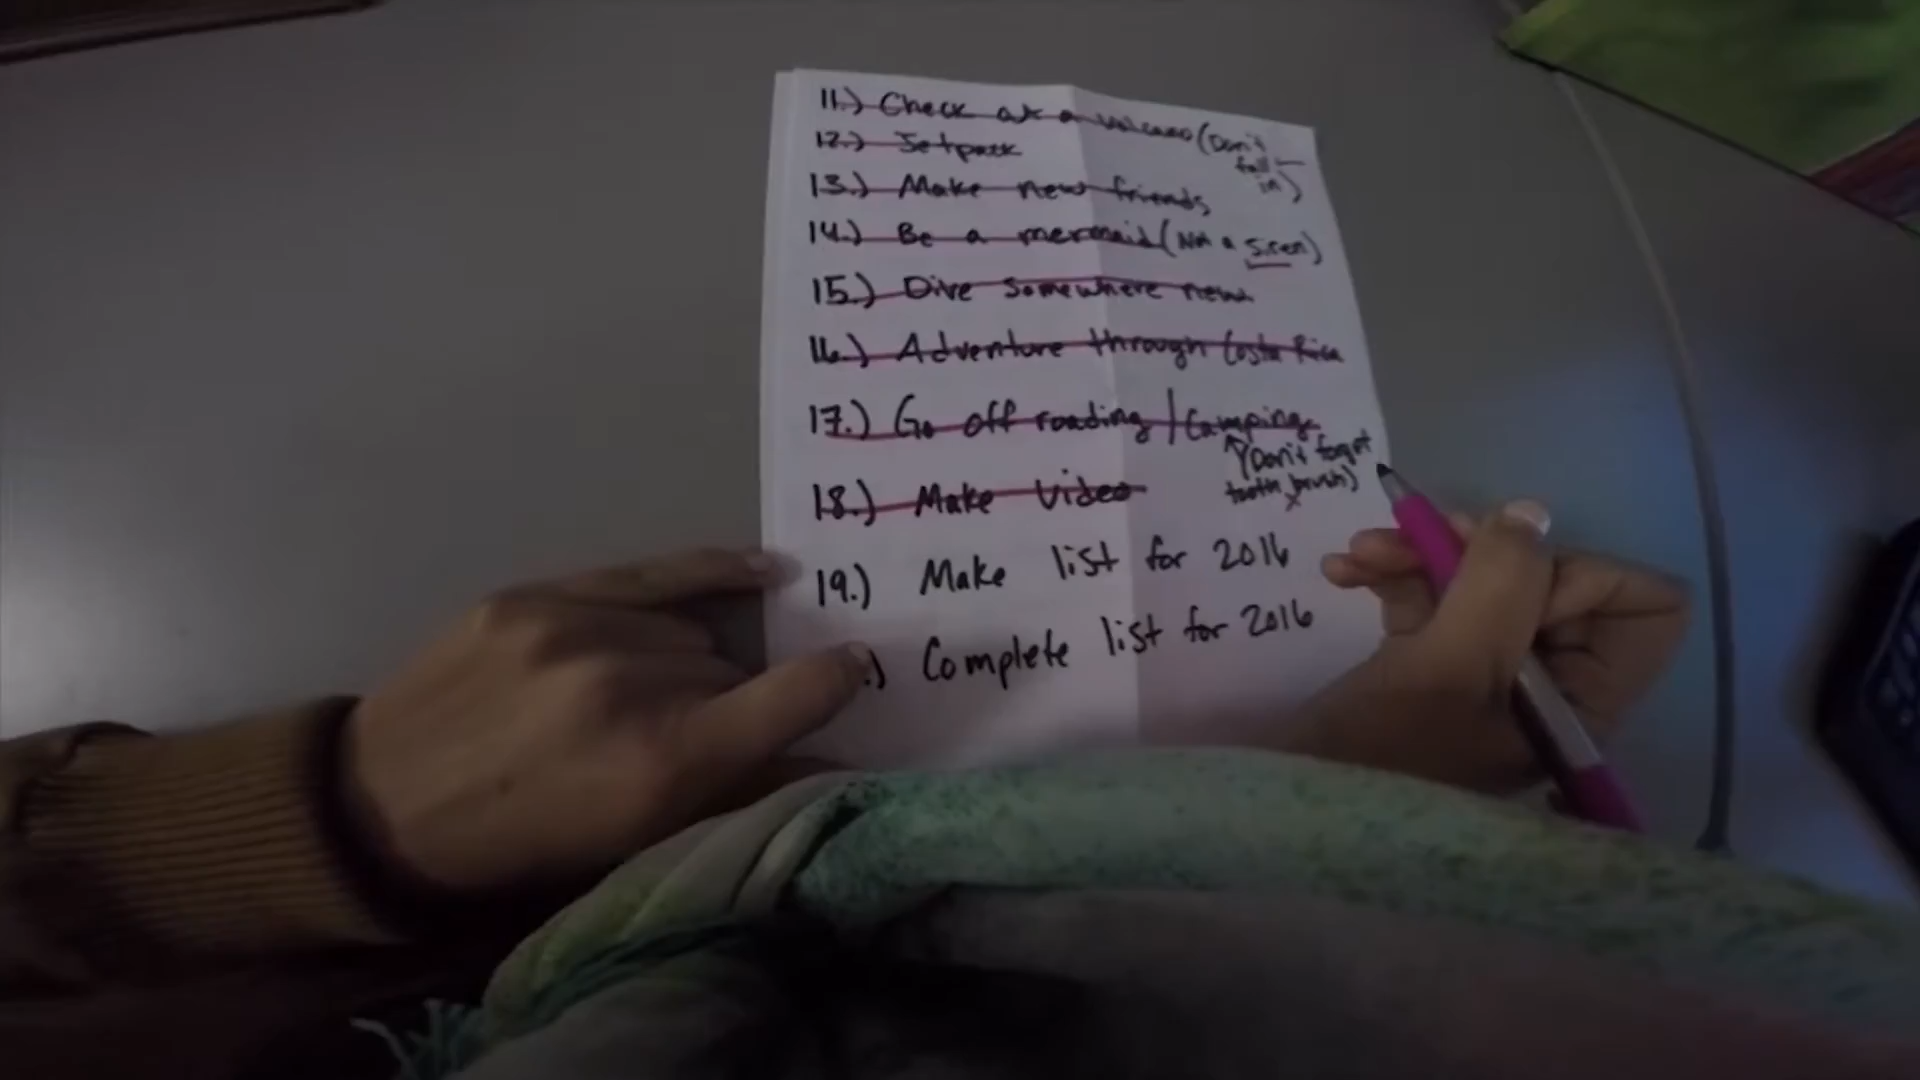 11.) Check out a volcano (Don't
fall
in)
12.) Jetpack
13.) Make new friends
14.) Be a mermaid (Not a Siren)
15.) Dive Somewhere new
16.) Adventure through Costa Rica
17.) Go off roading / Camping
(Don't forget
tooth brush)
18.) Make Video
19.) Make list for 2016
.) Complete list for 2016